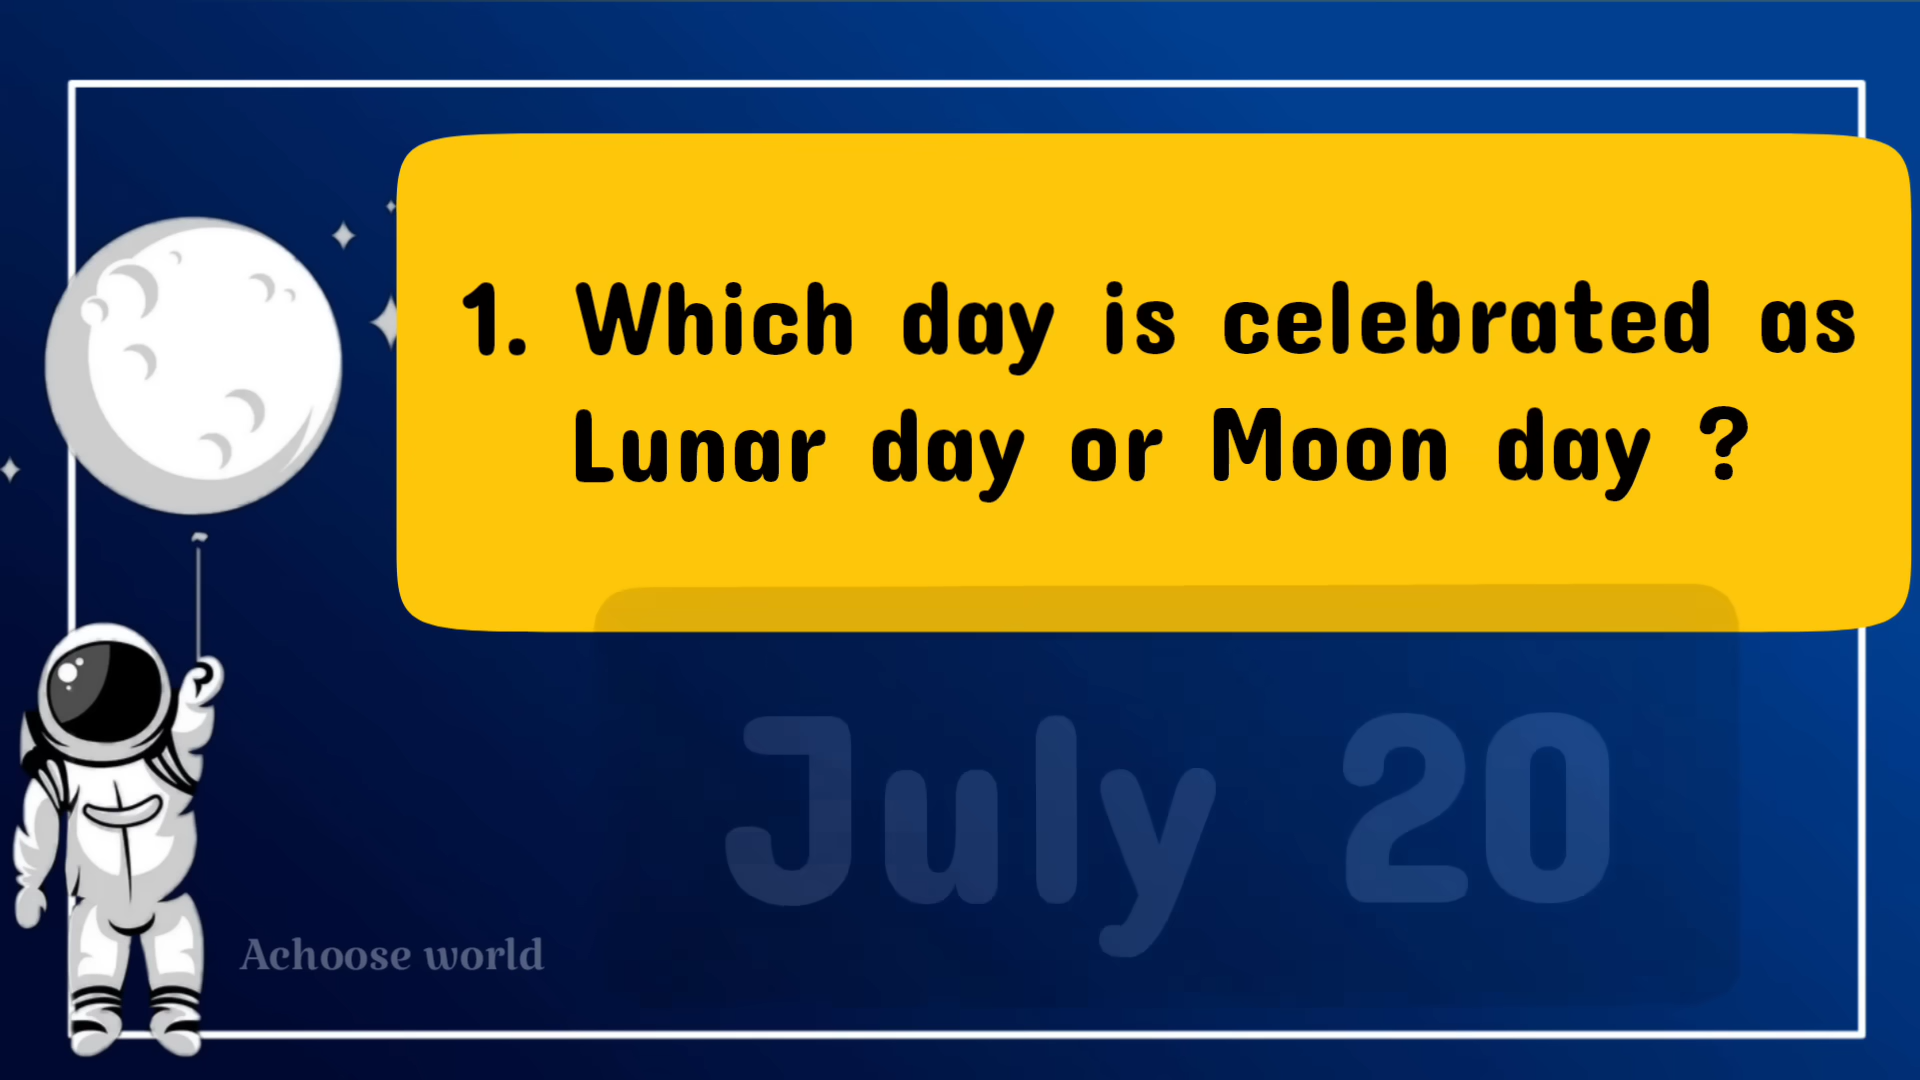 1. Which day is celebrated as
Lunar day or Moon day ?
July 20
Achoose world